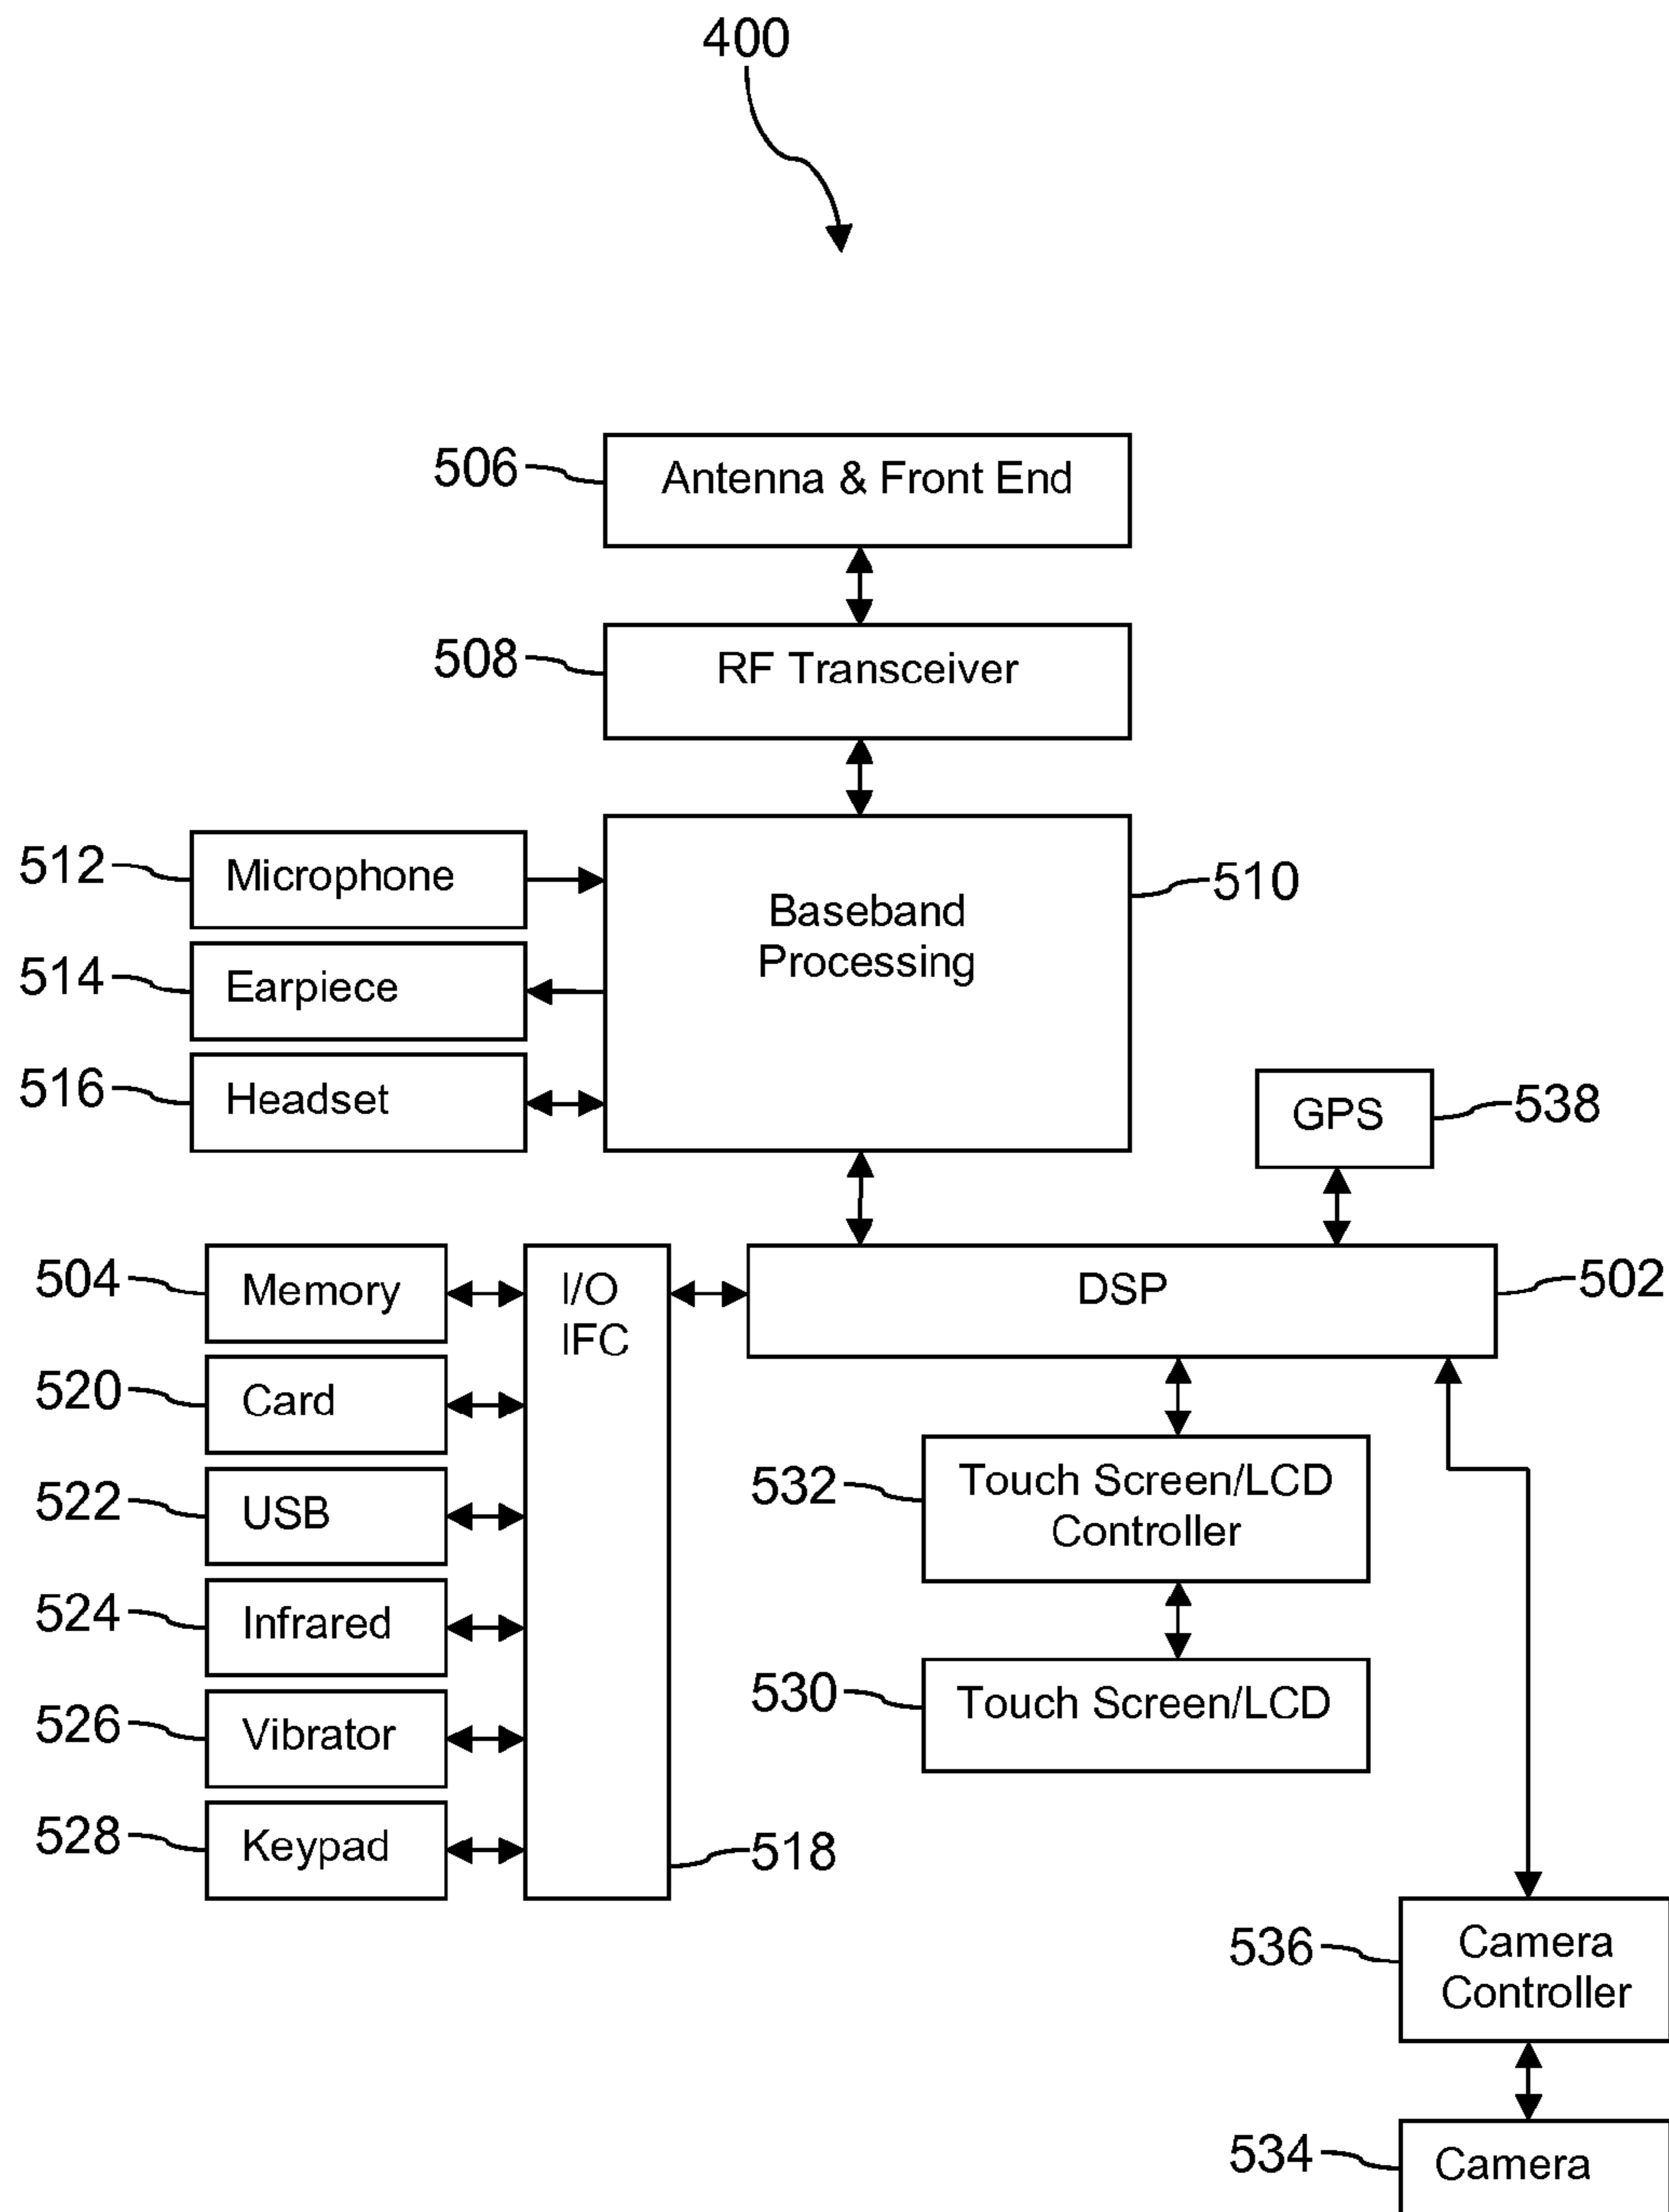 400
506
Antenna & Front End
508
RF Transceiver
512
Microphone
Baseband
Processing
510
514
Earpiece
516
Headset
GPS
538
504
Memory
I/O
IFC
DSP
502
520
Card
522
USB
532
Touch Screen/LCD
Controller
524
Infrared
530
Touch Screen/LCD
526
Vibrator
528
Keypad
518
536
Camera
Controller
534
Camera